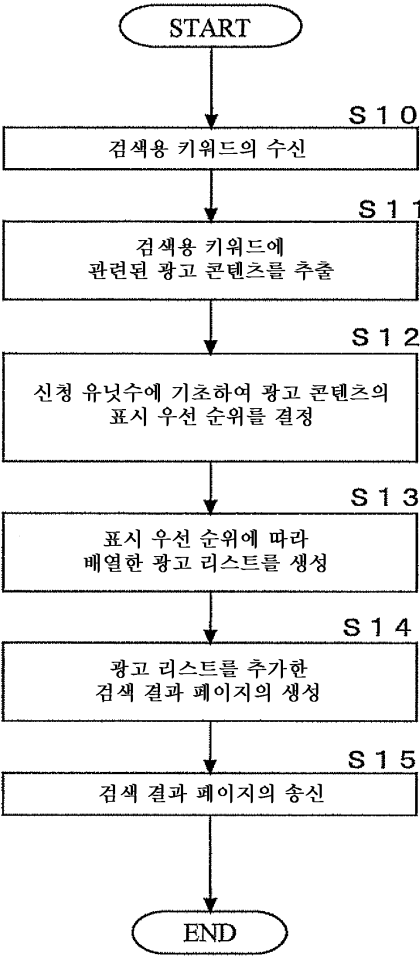 START
S10
검색용 키워드의 수신
S11
검색용 키워드에
관련된 광고 콘텐츠를 추출
S12
신청 유닛수에 기초하여 광고 콘텐츠의
표시 우선 순위를 결정
S13
표시 우선 순위에 따라
배열한 광고 리스트를 생성
S14
광고 리스트를 추가한
검색 결과 페이지의 생성
S15
검색 결과 페이지의 송신
END